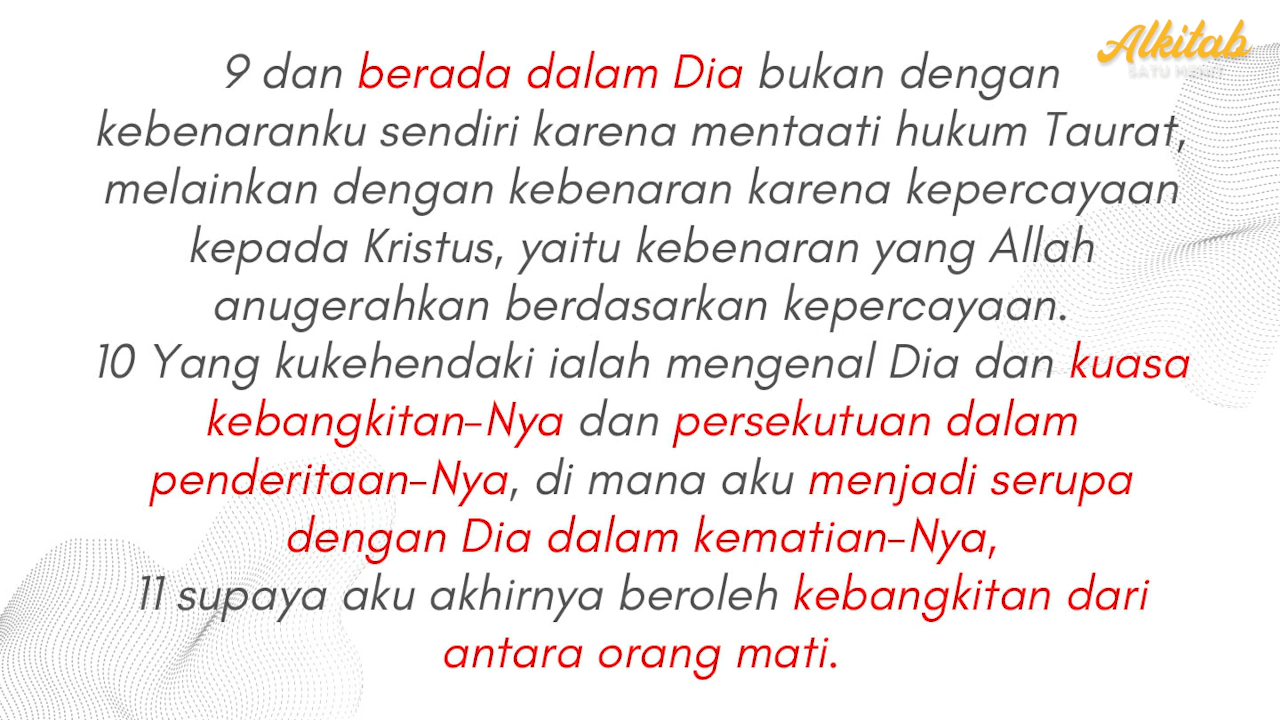 Alkitab
9 dan berada dalam Dia bukan dengan
kebenaranku sendiri karena mentaati hukum Taurat,
melainkan dengan kebenaran karena kepercayaan
kepada Kristus, yaitu kebenaran yang Allah
anugerahkan berdasarkan kepercayaan.
10 Yang kukehendaki ialah mengenal Dia dan kuasa
kebangkitan-Nya dan persekutuan dalam
penderitaan-Nya, di mana aku menjadi serupa
dengan Dia dalam kematian-Nya,
11 supaya aku akhirnya beroleh kebangkitan dari
antara orang mati.